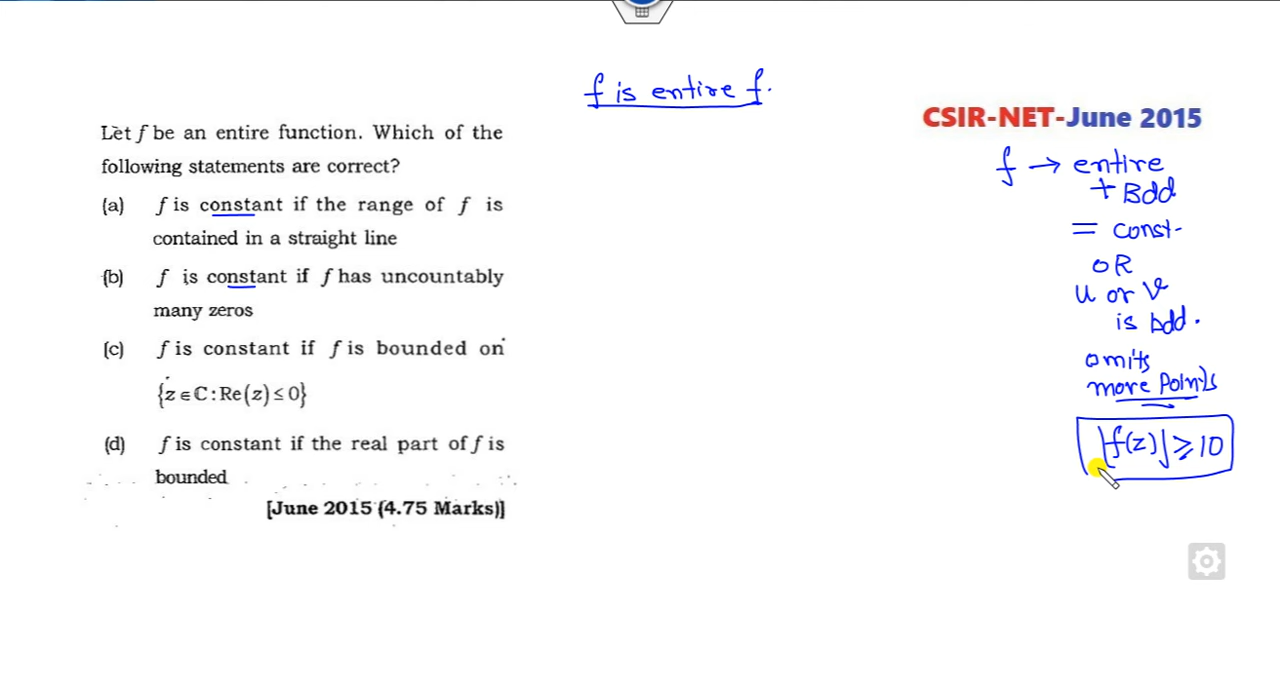 f is entire f.
CSIR-NET-June 2015
Let f be an entire function. Which of the
following statements are correct?
(a) f is constant if the range of f is
contained in a straight line
(b) f is constant if f has uncountably
many zeros
(c) f is constant if f is bounded on
{z ∈ C : Re(z) ≤ 0}
(d) f is constant if the real part of f is
bounded
[June 2015 (4.75 Marks)]
f → entire
+ Bdd
= const-
OR
u or v
is bdd.
omits
more Points
|f(z)| ≥ 10